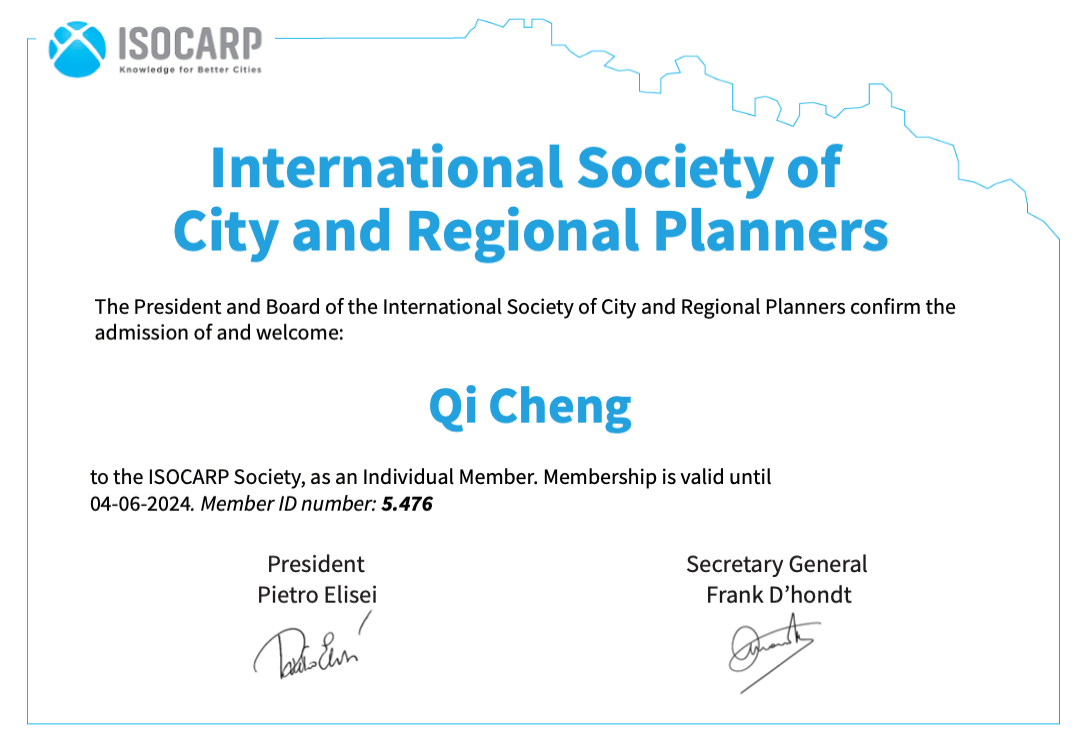 ISOCARP
Knowledge for Better Cities
International Society of
City and Regional Planners
The President and Board of the International Society of City and Regional Planners confirm the
admission of and welcome:
Qi Cheng
to the ISOCARP Society, as an Individual Member. Membership is valid until
04-06-2024. Member ID number: 5.476
President
Pietro Elisei
Secretary General
Frank D’hondt